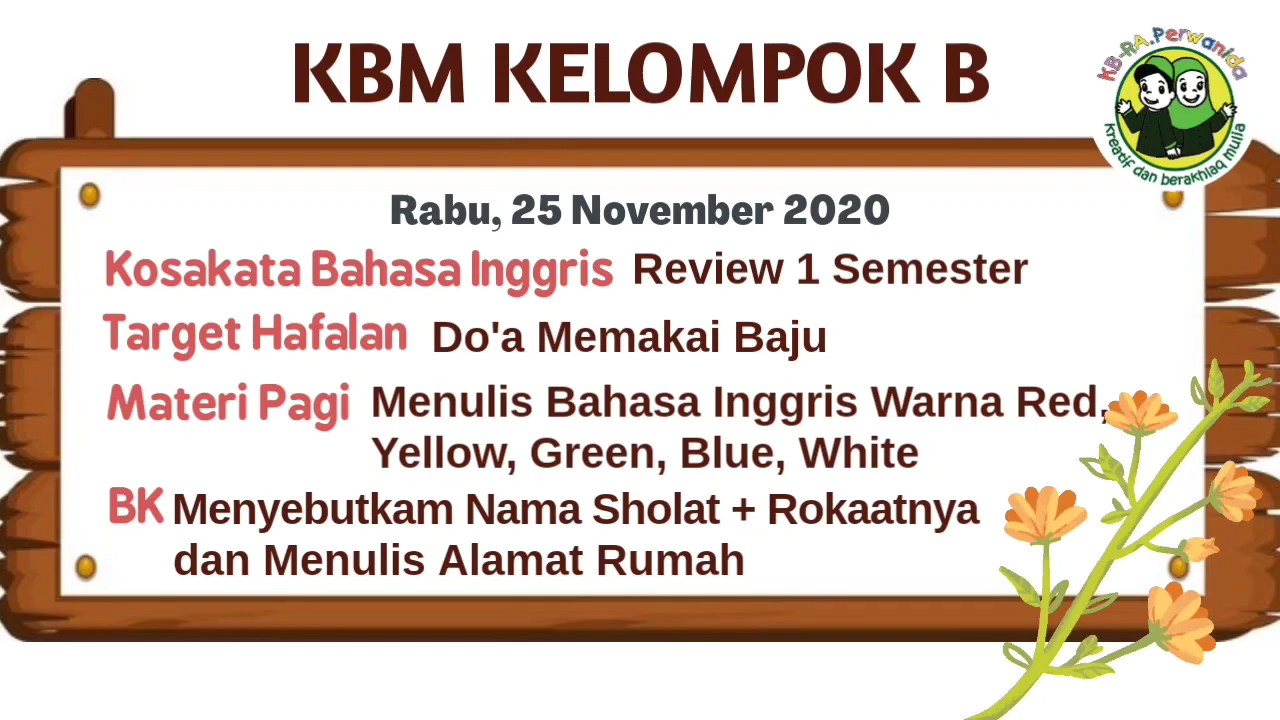 KBM KELOMPOK B
KB-RA.Perwanida
Kreatif dan berakhlaq mulia
Rabu, 25 November 2020
Kosakata Bahasa Inggris Review 1 Semester
Target Hafalan Do'a Memakai Baju
Materi Pagi Menulis Bahasa Inggris Warna Red,
Yellow, Green, Blue, White
BK Menyebutkam Nama Sholat + Rokaatnya
dan Menulis Alamat Rumah